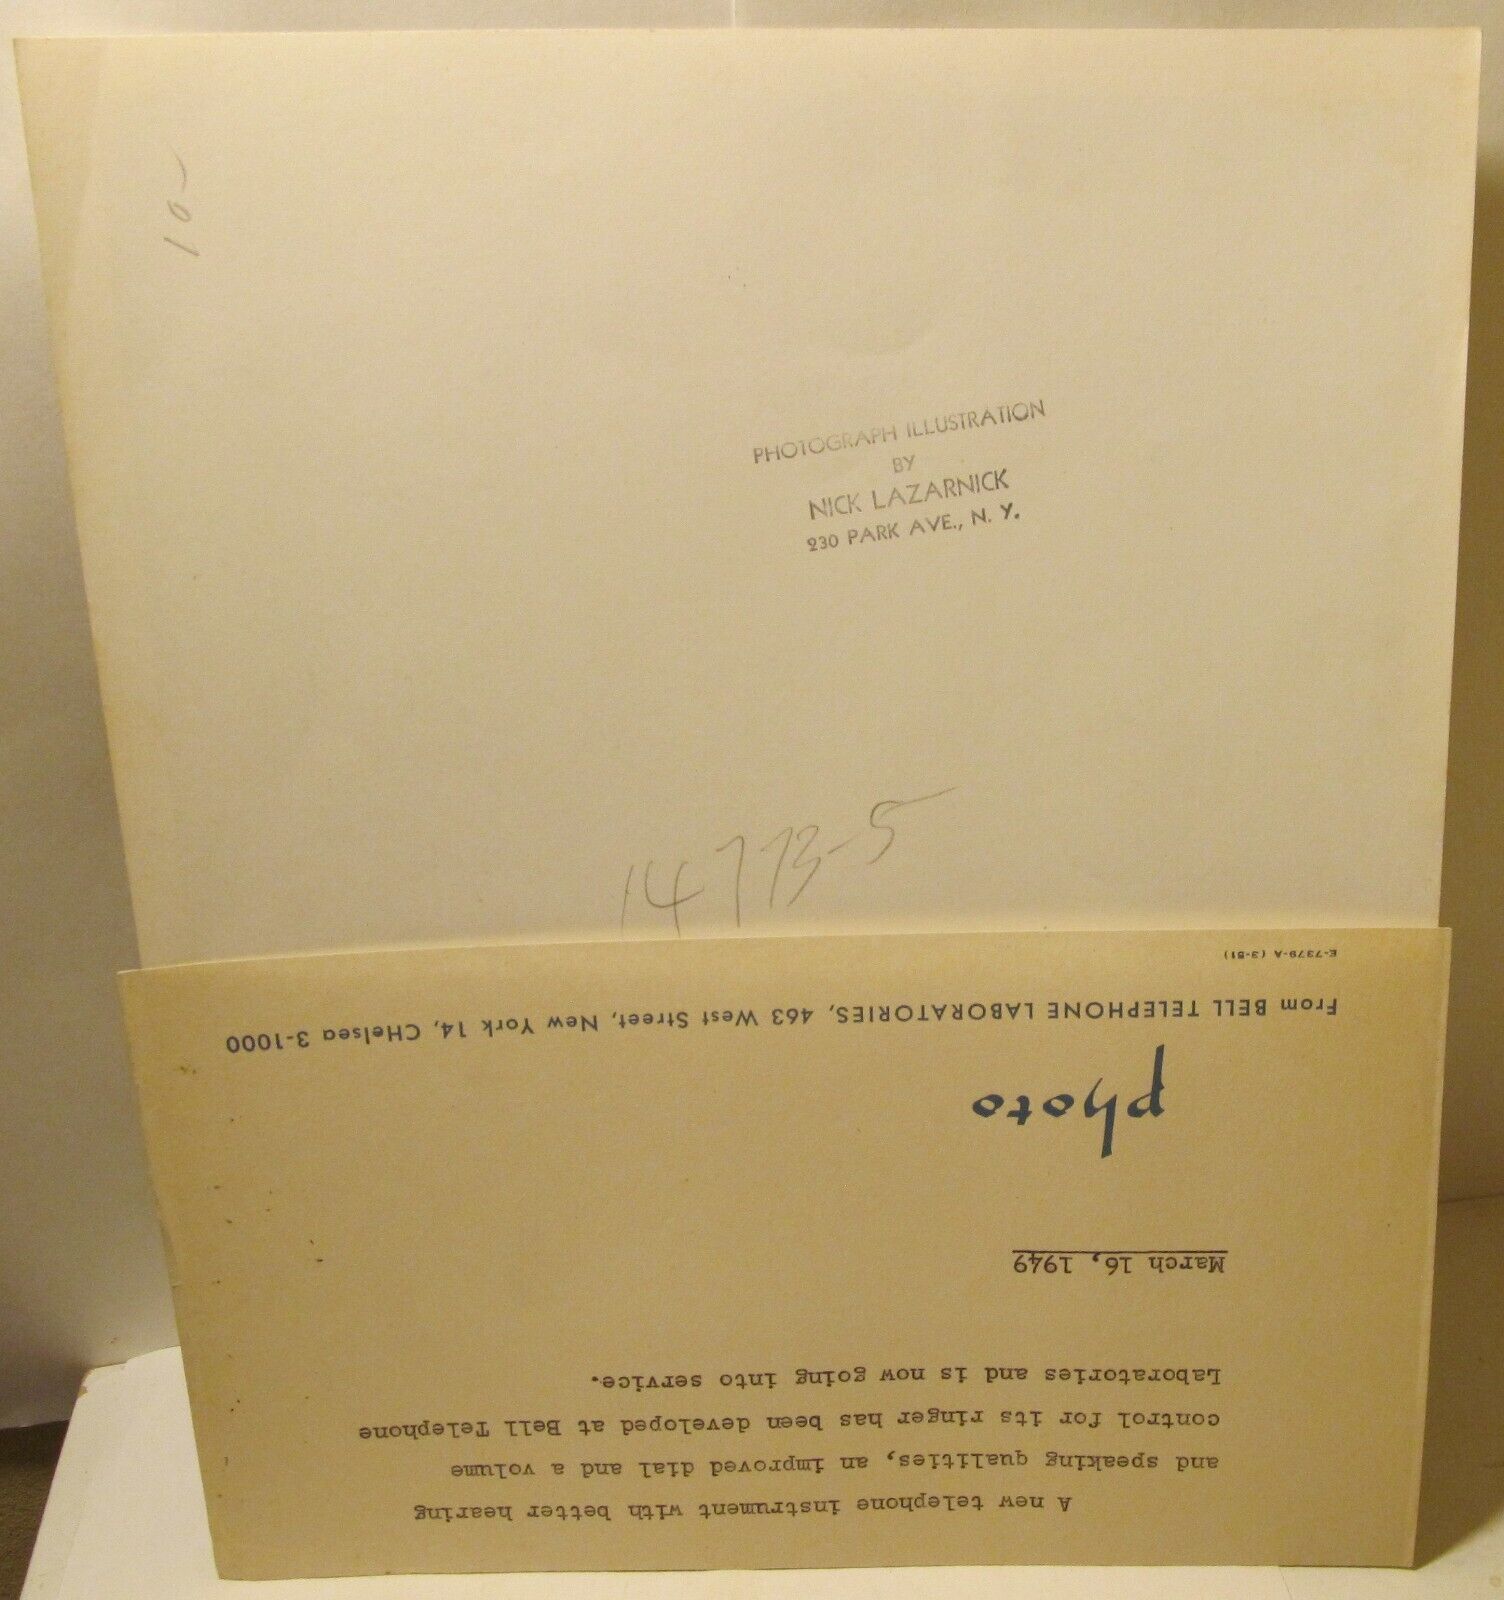 10-
PHOTOGRAPH ILLUSTRATION
BY
NICK LAZARNICK
230 PARK AVE., N. Y.
14773-5
E-7379-A (3-51)
From BELL TELEPHONE LABORATORIES, 463 West Street, New York 14, CHelsea 3-1000
photo
March 16, 1949
A new telephone instrument with better hearing
and speaking qualities, an improved dial and a volume
control for its ringer has been developed at Bell Telephone
Laboratories and is now going into service.